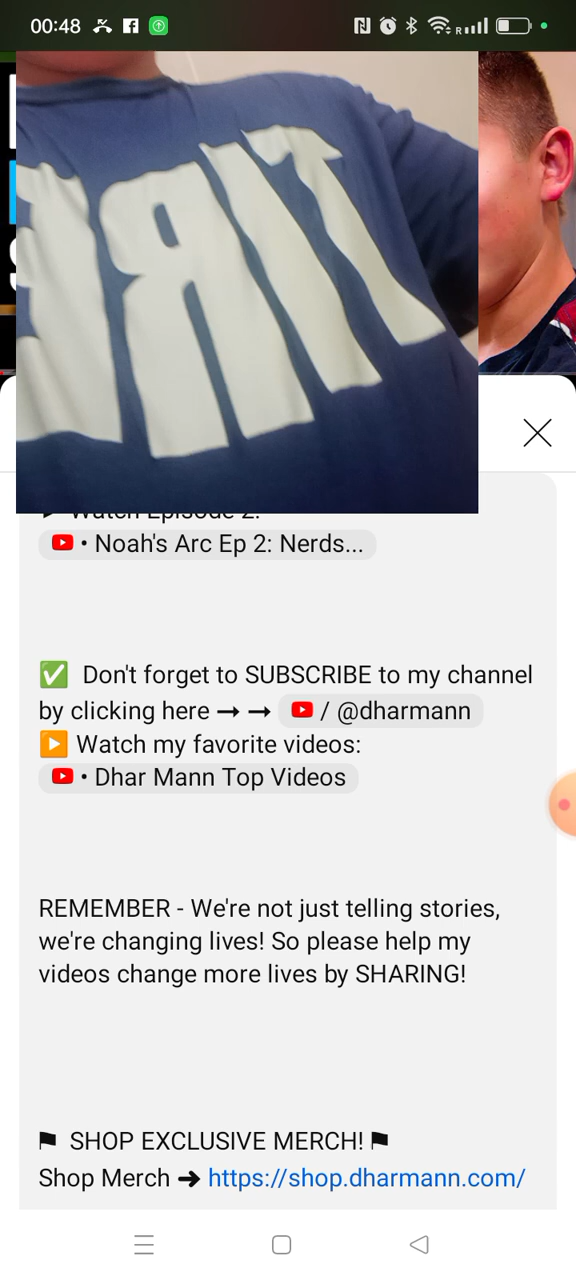 00:48
Noah's Arc Ep 2: Nerds...
✅ Don't forget to SUBSCRIBE to my channel
by clicking here → → / @dharmann
▶️ Watch my favorite videos:
• Dhar Mann Top Videos
REMEMBER - We're not just telling stories,
we're changing lives! So please help my
videos change more lives by SHARING!
⚑ SHOP EXCLUSIVE MERCH! ⚑
Shop Merch ➜ https://shop.dharmann.com/